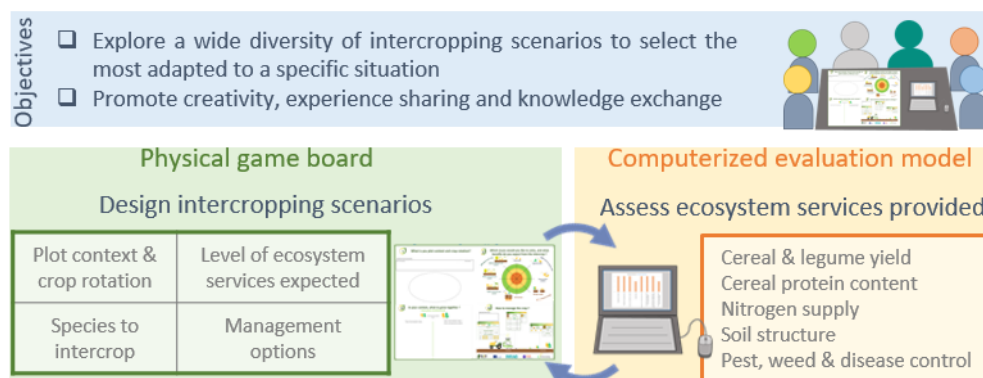 Objectives
Explore a wide diversity of intercropping scenarios to select the
most adapted to a specific situation
Promote creativity, experience sharing and knowledge exchange
Physical game board
Design intercropping scenarios
Plot context &
crop rotation
Level of ecosystem
services expected
Species to
intercrop
Management
options
Computerized evaluation model
Assess ecosystem services provided
Cereal & legume yield
Cereal protein content
Nitrogen supply
Soil structure
Pest, weed & disease control